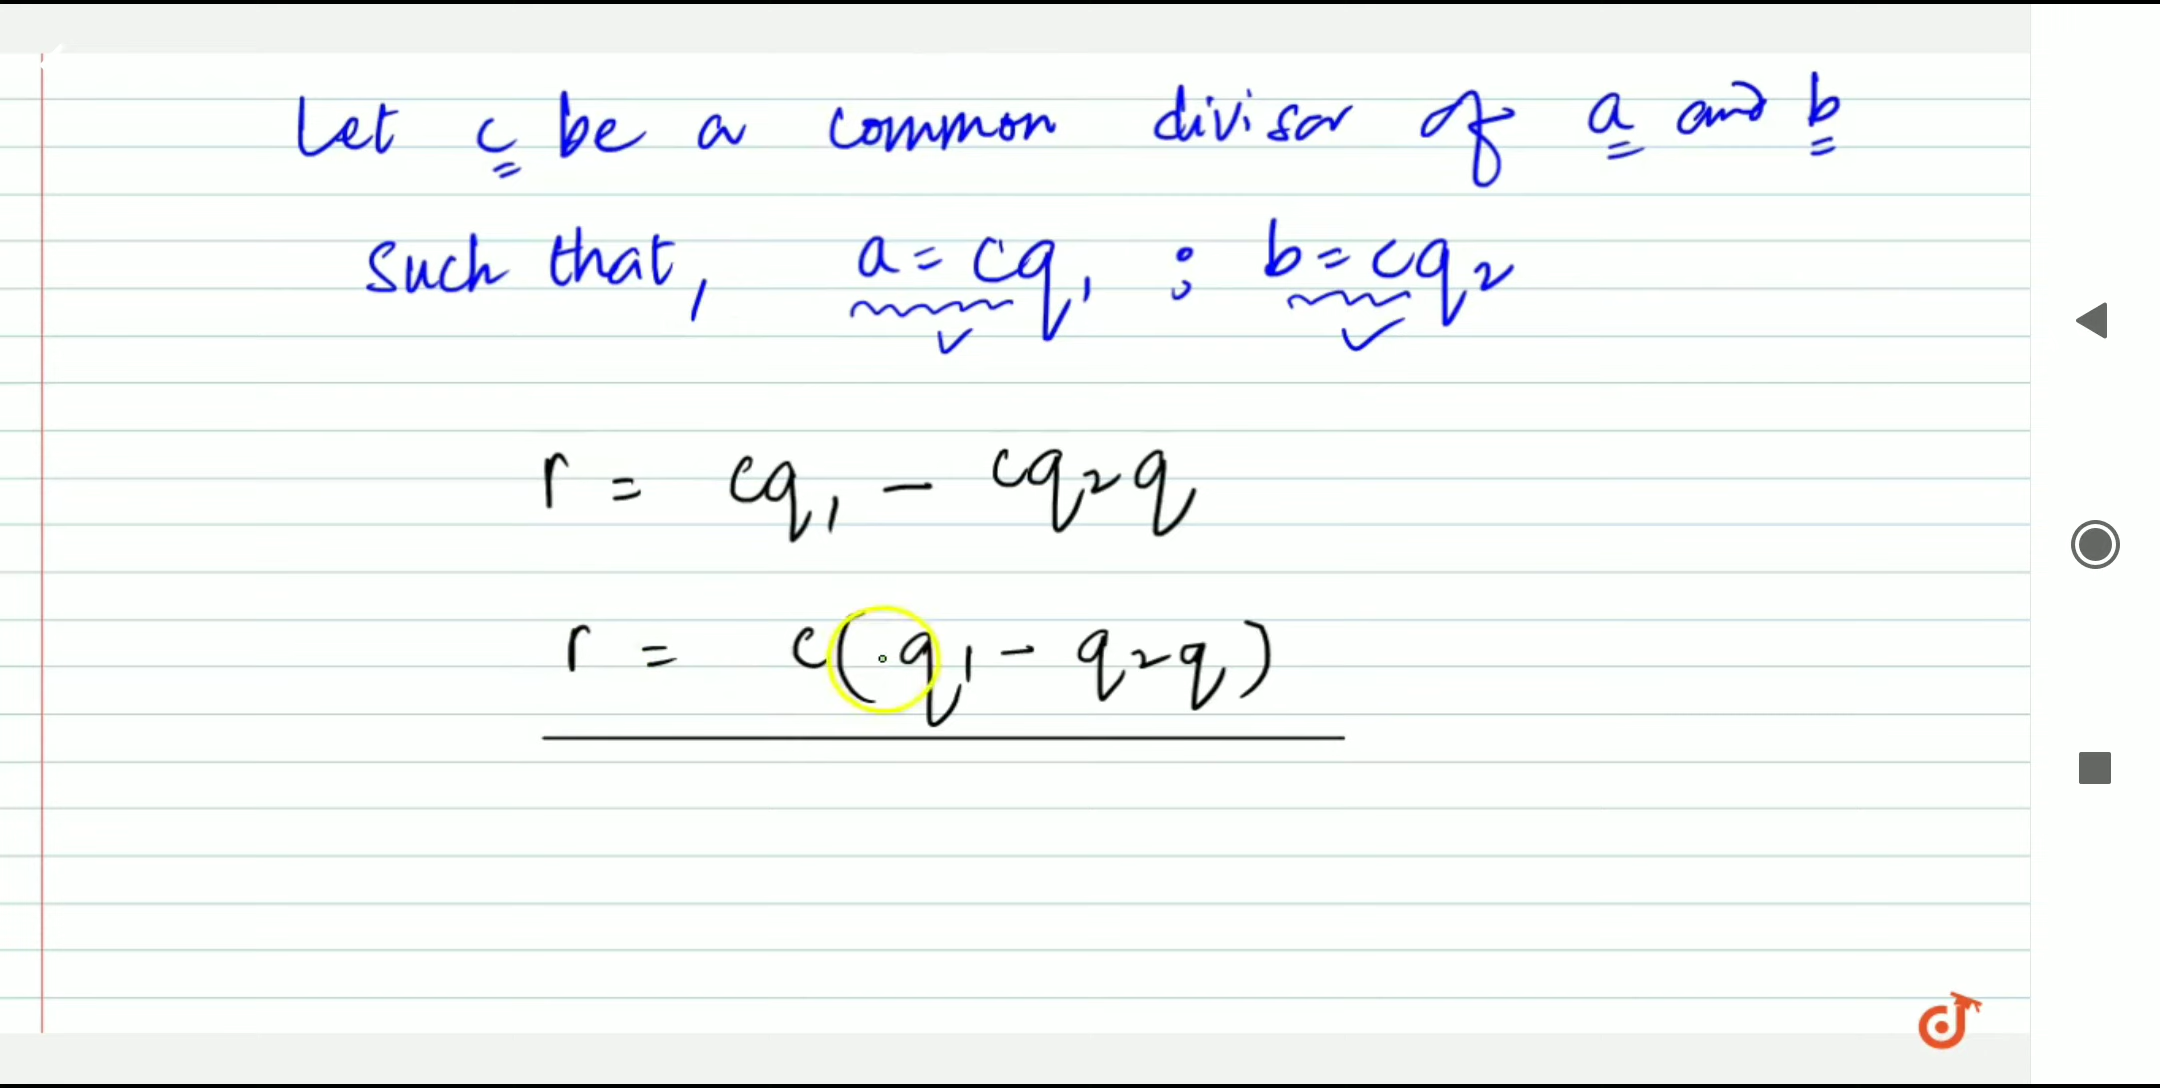 Let c be a common divisor of a and b
such that, a = cq₁ ; b = cq₂
r = cq₁ - cq₂q
r = c(q₁ - q₂q)